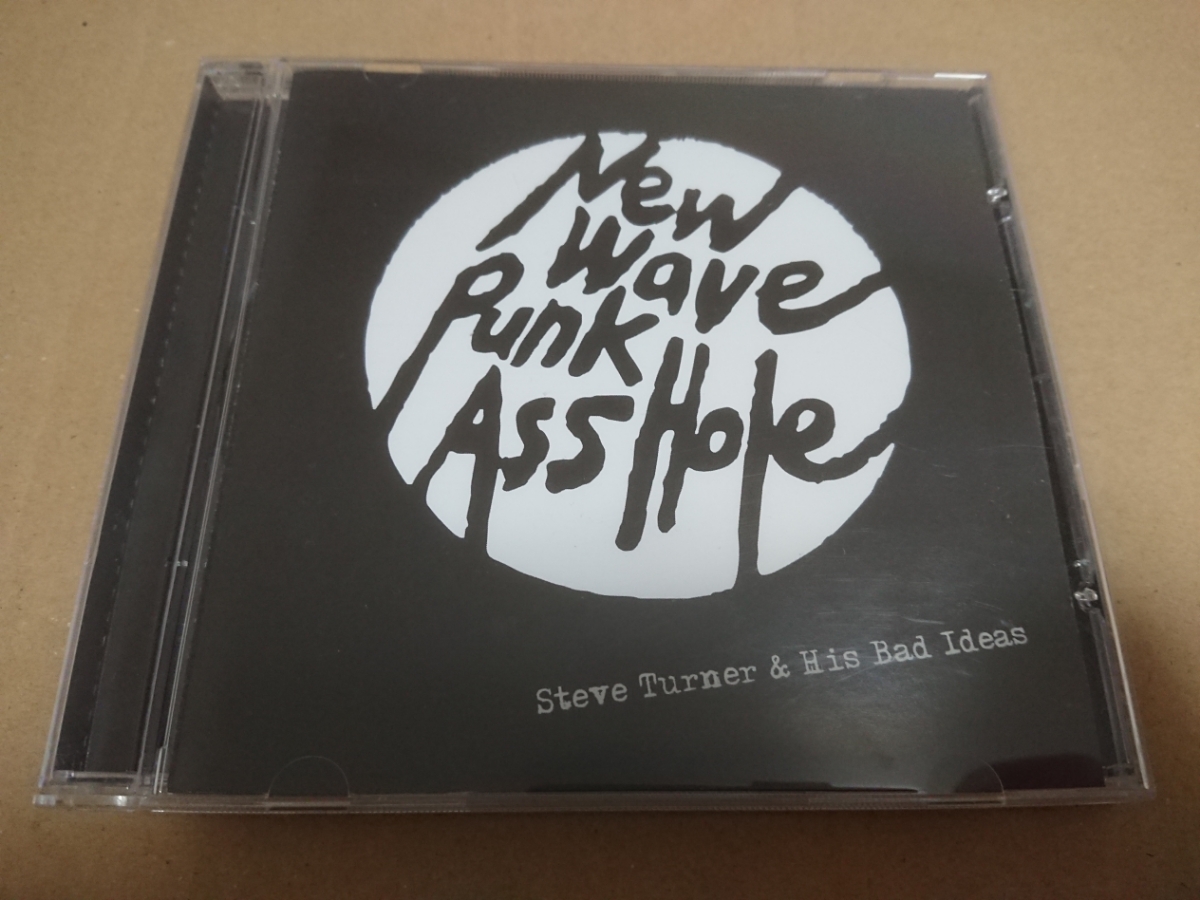 New
Wave
Punk
Ass Hole
Steve Turner & His Bad Ideas